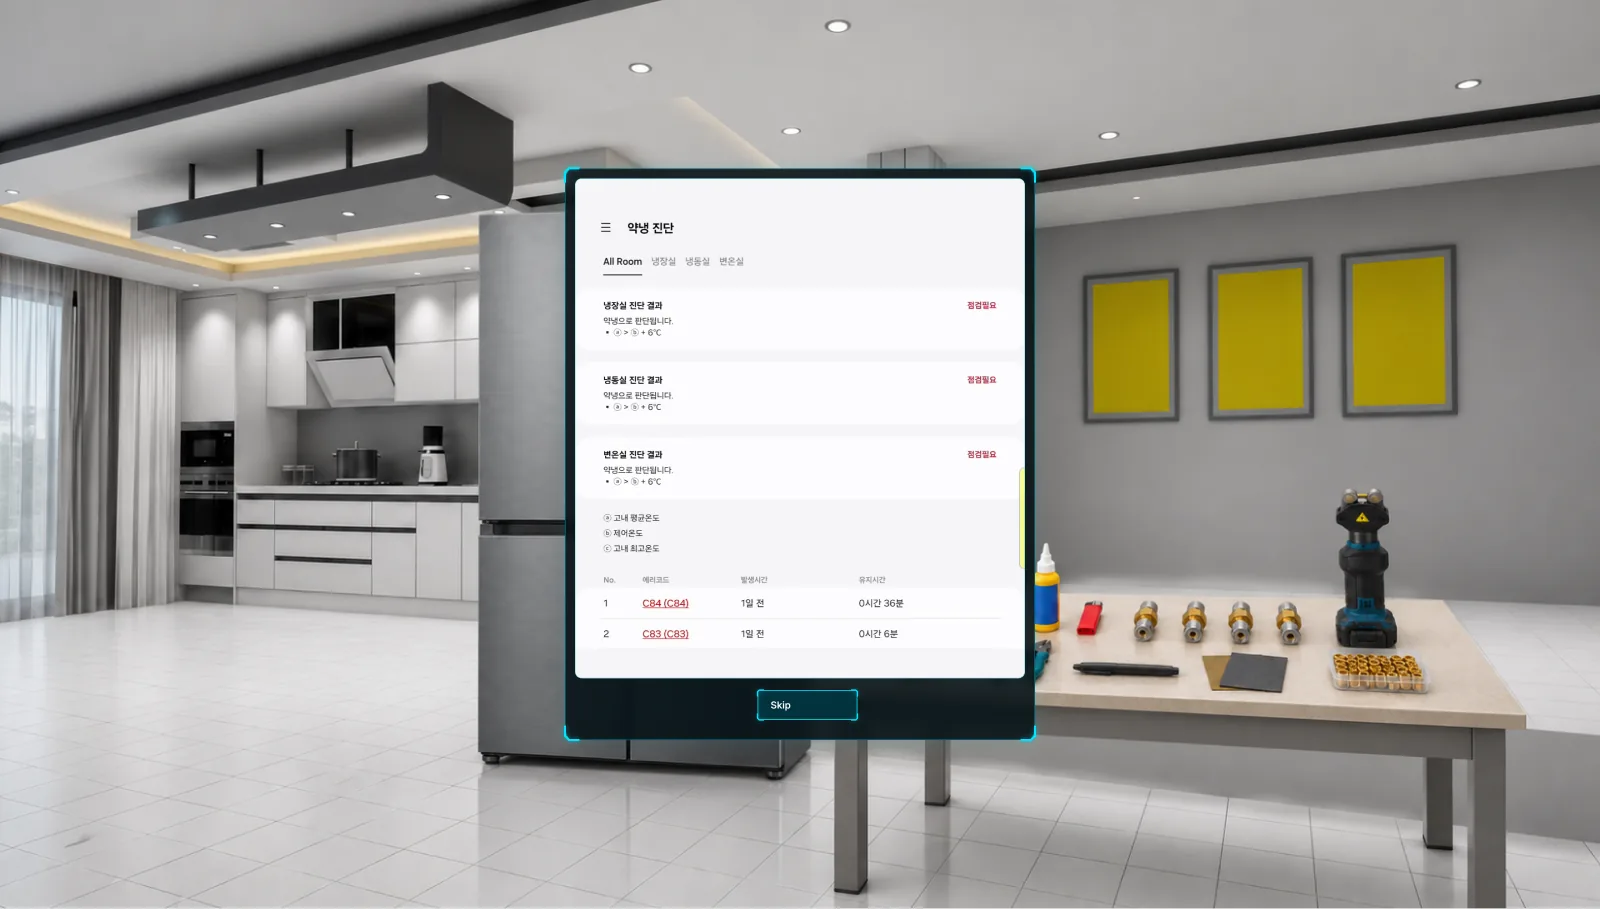 ☰ 약냉 진단
All Room 냉장실 냉동실 변온실
냉장실 진단 결과 점검필요
약냉으로 판단됩니다.
• ⓐ > ⓑ + 6℃
냉동실 진단 결과 점검필요
약냉으로 판단됩니다.
• ⓐ > ⓑ + 6℃
변온실 진단 결과 점검필요
약냉으로 판단됩니다.
• ⓐ > ⓑ + 6℃
ⓐ 고내 평균온도
ⓑ 제어온도
ⓒ 고내 최고온도
No. 에러코드 발생시간 유지시간
1 C84 (C84) 1일 전 0시간 36분
2 C83 (C83) 1일 전 0시간 6분
Skip